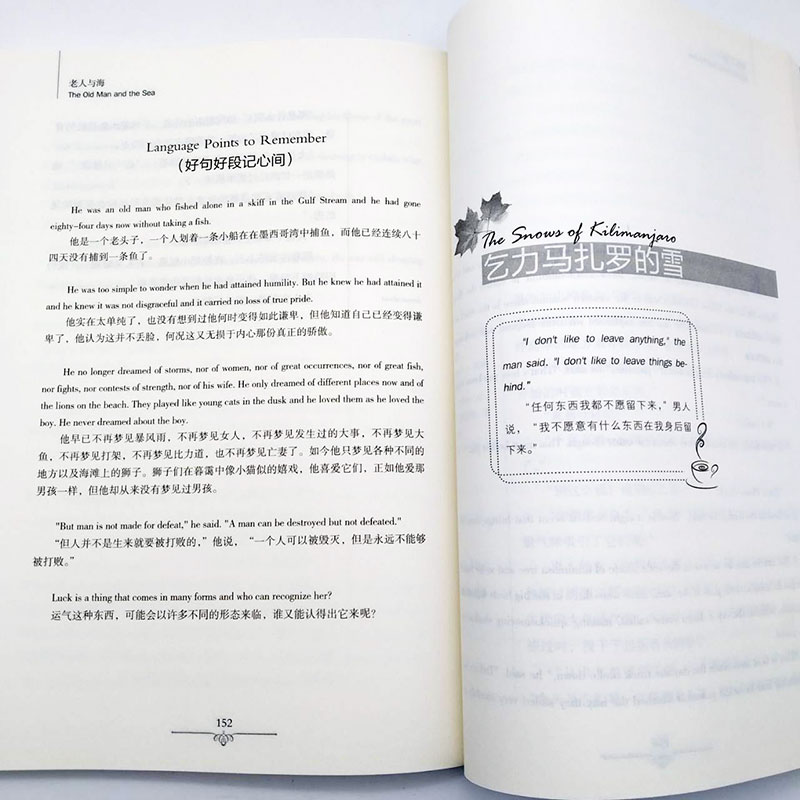 老人与海
The Old Man and the Sea
Language Points to Remember
（好句好段记心间）
He was an old man who fished alone in a skiff in the Gulf Stream and he had gone
eighty-four days now without taking a fish.
他是一个老头子，一个人划着一条小船在在墨西哥湾中捕鱼，而他已经连续八十
四天没有捕到一条鱼了。
He was too simple to wonder when he had attained humility. But he knew he had attained it
and he knew it was not disgraceful and it carried no loss of true pride.
他实在太单纯了，也没有想到过他何时变得如此谦卑，但他知道自己已经变得谦
卑了，他认为这并不丢脸，何况这又无损于内心那份真正的骄傲。
He no longer dreamed of storms, nor of women, nor of great occurrences, nor of great fish,
nor fights, nor contests of strength, nor of his wife. He only dreamed of different places now and of
the lions on the beach. They played like young cats in the dusk and he loved them as he loved the
boy. He never dreamed about the boy.
他早已不再梦见暴风雨，不再梦见女人，不再梦见发生过的大事，不再梦见大
鱼，不再梦见打架，不再梦见比力道，也不再梦见亡妻了。如今他只梦见各种不同的
地方以及海滩上的狮子。狮子们在暮霭中像小猫似的嬉戏，他喜爱它们，正如他爱那
男孩一样，但他却从来没有梦见过男孩。
"But man is not made for defeat," he said. "A man can be destroyed but not defeated."
“但人并不是生来就要被打败的，”他说，“一个人可以被毁灭，但是永远不能够
被打败。”
Luck is a thing that comes in many forms and who can recognize her?
运气这种东西，可能会以许多不同的形态来临，谁又能认得出它来呢？
152
The Snows of Kilimanjaro
乞力马扎罗的雪
"I don't like to leave anything," the
man said. "I don't like to leave things be-
hind."
“任何东西我都不愿留下来，”男人
说，“我不愿意有什么东西在我身后留
下来。”